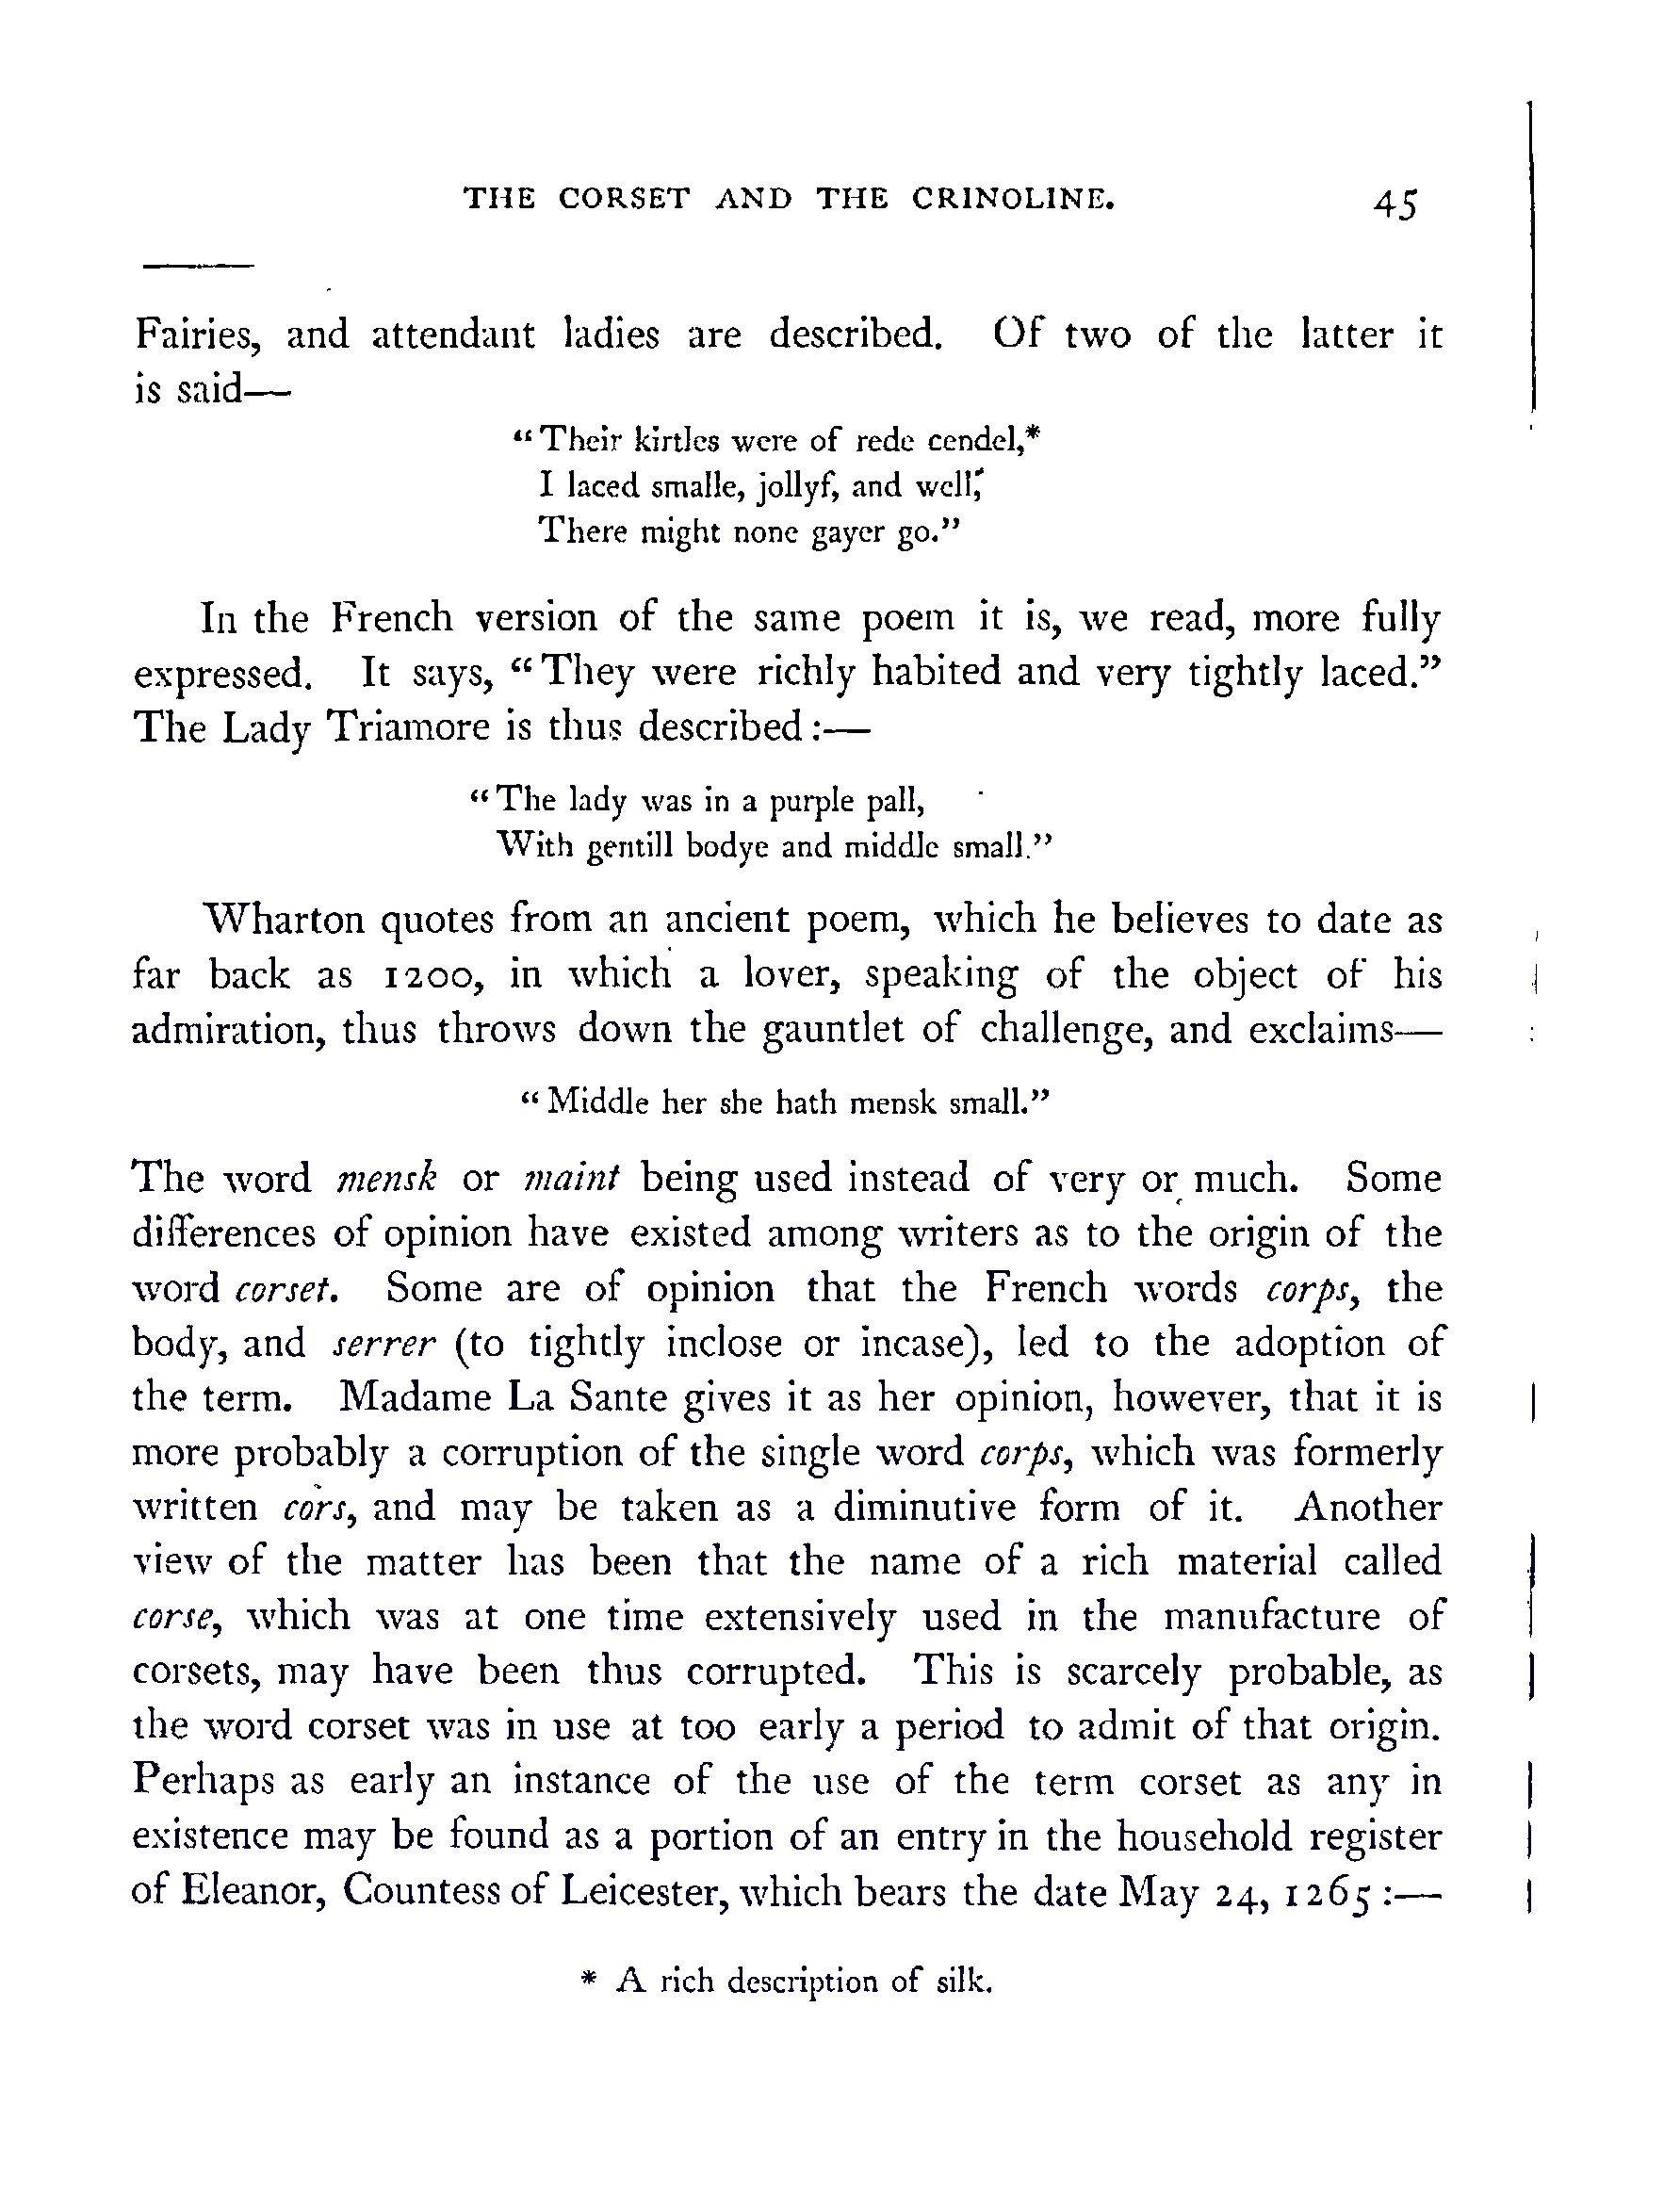 THE CORSET AND THE CRINOLINE. 45
Fairies, and attendant ladies are described. Of two of the latter it
is said—
“Their kirtles were of rede cendel,*
I laced smalle, jollyf, and well,
There might none gayer go.”
In the French version of the same poem it is, we read, more fully
expressed. It says, “They were richly habited and very tightly laced.”
The Lady Triamore is thus described:—
“The lady was in a purple pall,
With gentill bodye and middle small.”
Wharton quotes from an ancient poem, which he believes to date as
far back as 1200, in which a lover, speaking of the object of his
admiration, thus throws down the gauntlet of challenge, and exclaims—
“Middle her she hath mensk small.”
The word mensk or maint being used instead of very or much. Some
differences of opinion have existed among writers as to the origin of the
word corset. Some are of opinion that the French words corps, the
body, and serrer (to tightly inclose or incase), led to the adoption of
the term. Madame La Sante gives it as her opinion, however, that it is
more probably a corruption of the single word corps, which was formerly
written cors, and may be taken as a diminutive form of it. Another
view of the matter has been that the name of a rich material called
corse, which was at one time extensively used in the manufacture of
corsets, may have been thus corrupted. This is scarcely probable, as
the word corset was in use at too early a period to admit of that origin.
Perhaps as early an instance of the use of the term corset as any in
existence may be found as a portion of an entry in the household register
of Eleanor, Countess of Leicester, which bears the date May 24, 1265:—
* A rich description of silk.